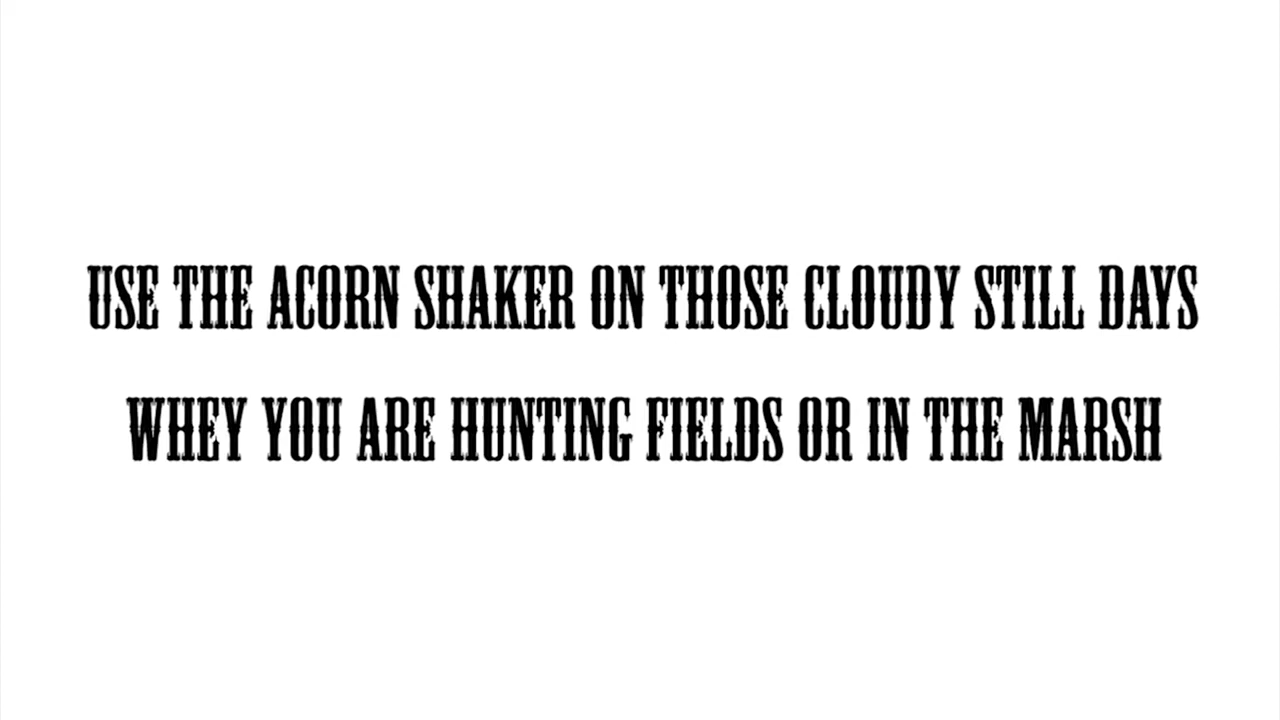 USE THE ACORN SHAKER ON THOSE CLOUDY STILL DAYS
WHEY YOU ARE HUNTING FIELDS OR IN THE MARSH